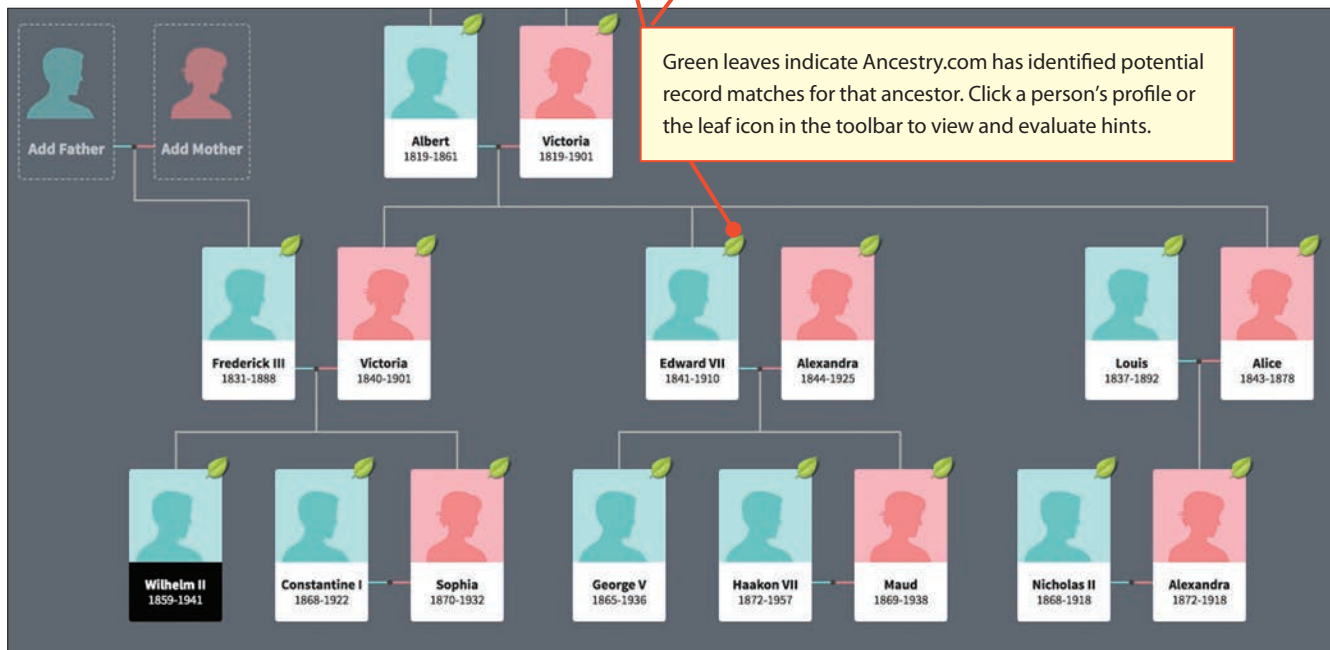 Green leaves indicate Ancestry.com has identified potential
record matches for that ancestor. Click a person's profile or
the leaf icon in the toolbar to view and evaluate hints.
Add Father
Add Mother
Albert
1819-1861
Victoria
1819-1901
Frederick III
1831-1888
Victoria
1840-1901
Edward VII
1841-1910
Alexandra
1844-1925
Louis
1837-1892
Alice
1843-1878
Wilhelm II
1859-1941
Constantine I
1868-1922
Sophia
1870-1932
George V
1865-1936
Haakon VII
1872-1957
Maud
1869-1938
Nicholas II
1868-1918
Alexandra
1872-1918